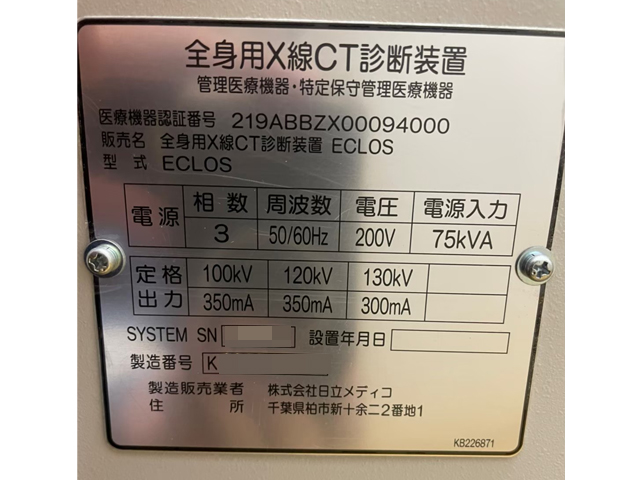 全身用X線CT診断装置
管理医療機器・特定保守管理医療機器
医療機器認証番号 219ABBZX00094000
販売名 全身用X線CT診断装置 ECLOS
型式 ECLOS
電源 相数 周波数 電圧 電源入力
3 50/60Hz 200V 75kVA
定格 100kV 120kV 130kV
出力 350mA 350mA 300mA
SYSTEM SN 設置年月日
製造番号 K
製造販売業者 株式会社日立メディコ
住所 千葉県柏市新十余二2番地1
KB226871